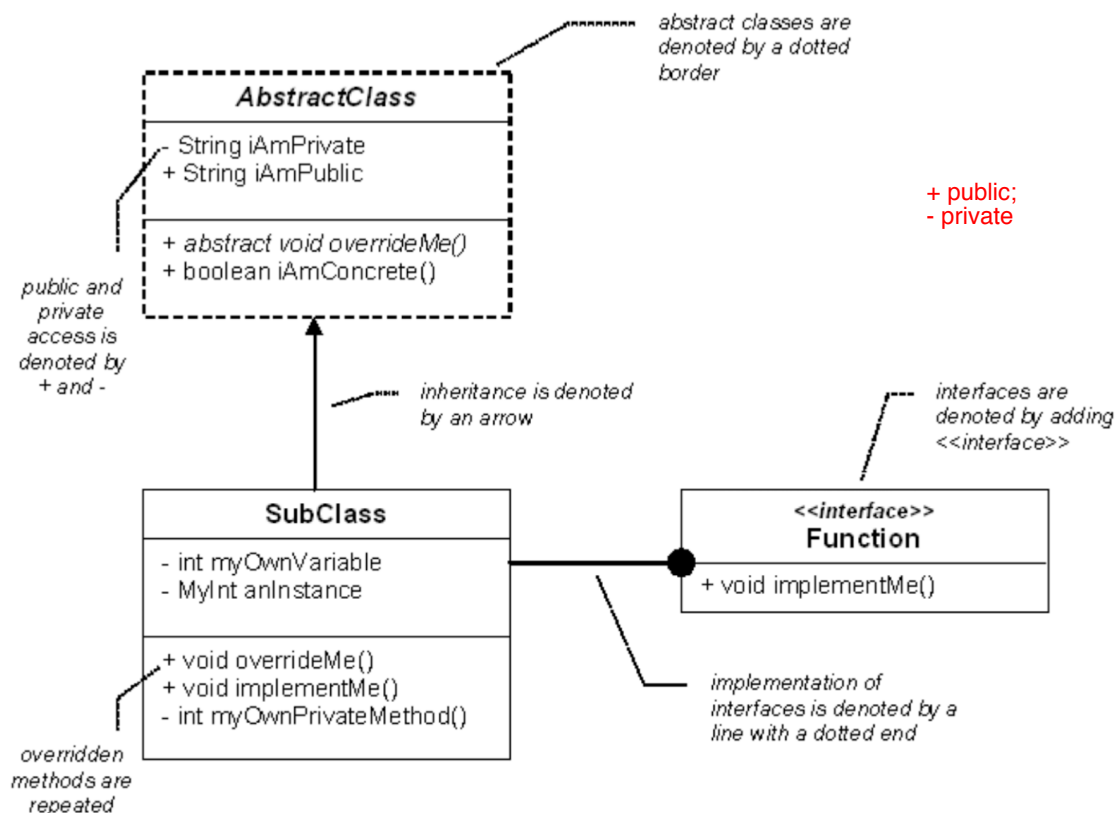 abstract classes are
denoted by a dotted
border
AbstractClass
- String iAmPrivate
+ String iAmPublic
+ public;
- private
+ abstract void overrideMe()
+ boolean iAmConcrete()
public and
private
access is
denoted by
+ and -
inheritance is denoted
by an arrow
interfaces are
denoted by adding
<<interface>>
SubClass
- int myOwnVariable
- MyInt anInstance
+ void overrideMe()
+ void implementMe()
- int myOwnPrivateMethod()
<<interface>>
Function
+ void implementMe()
implementation of
interfaces is denoted by a
line with a dotted end
overridden
methods are
repeated